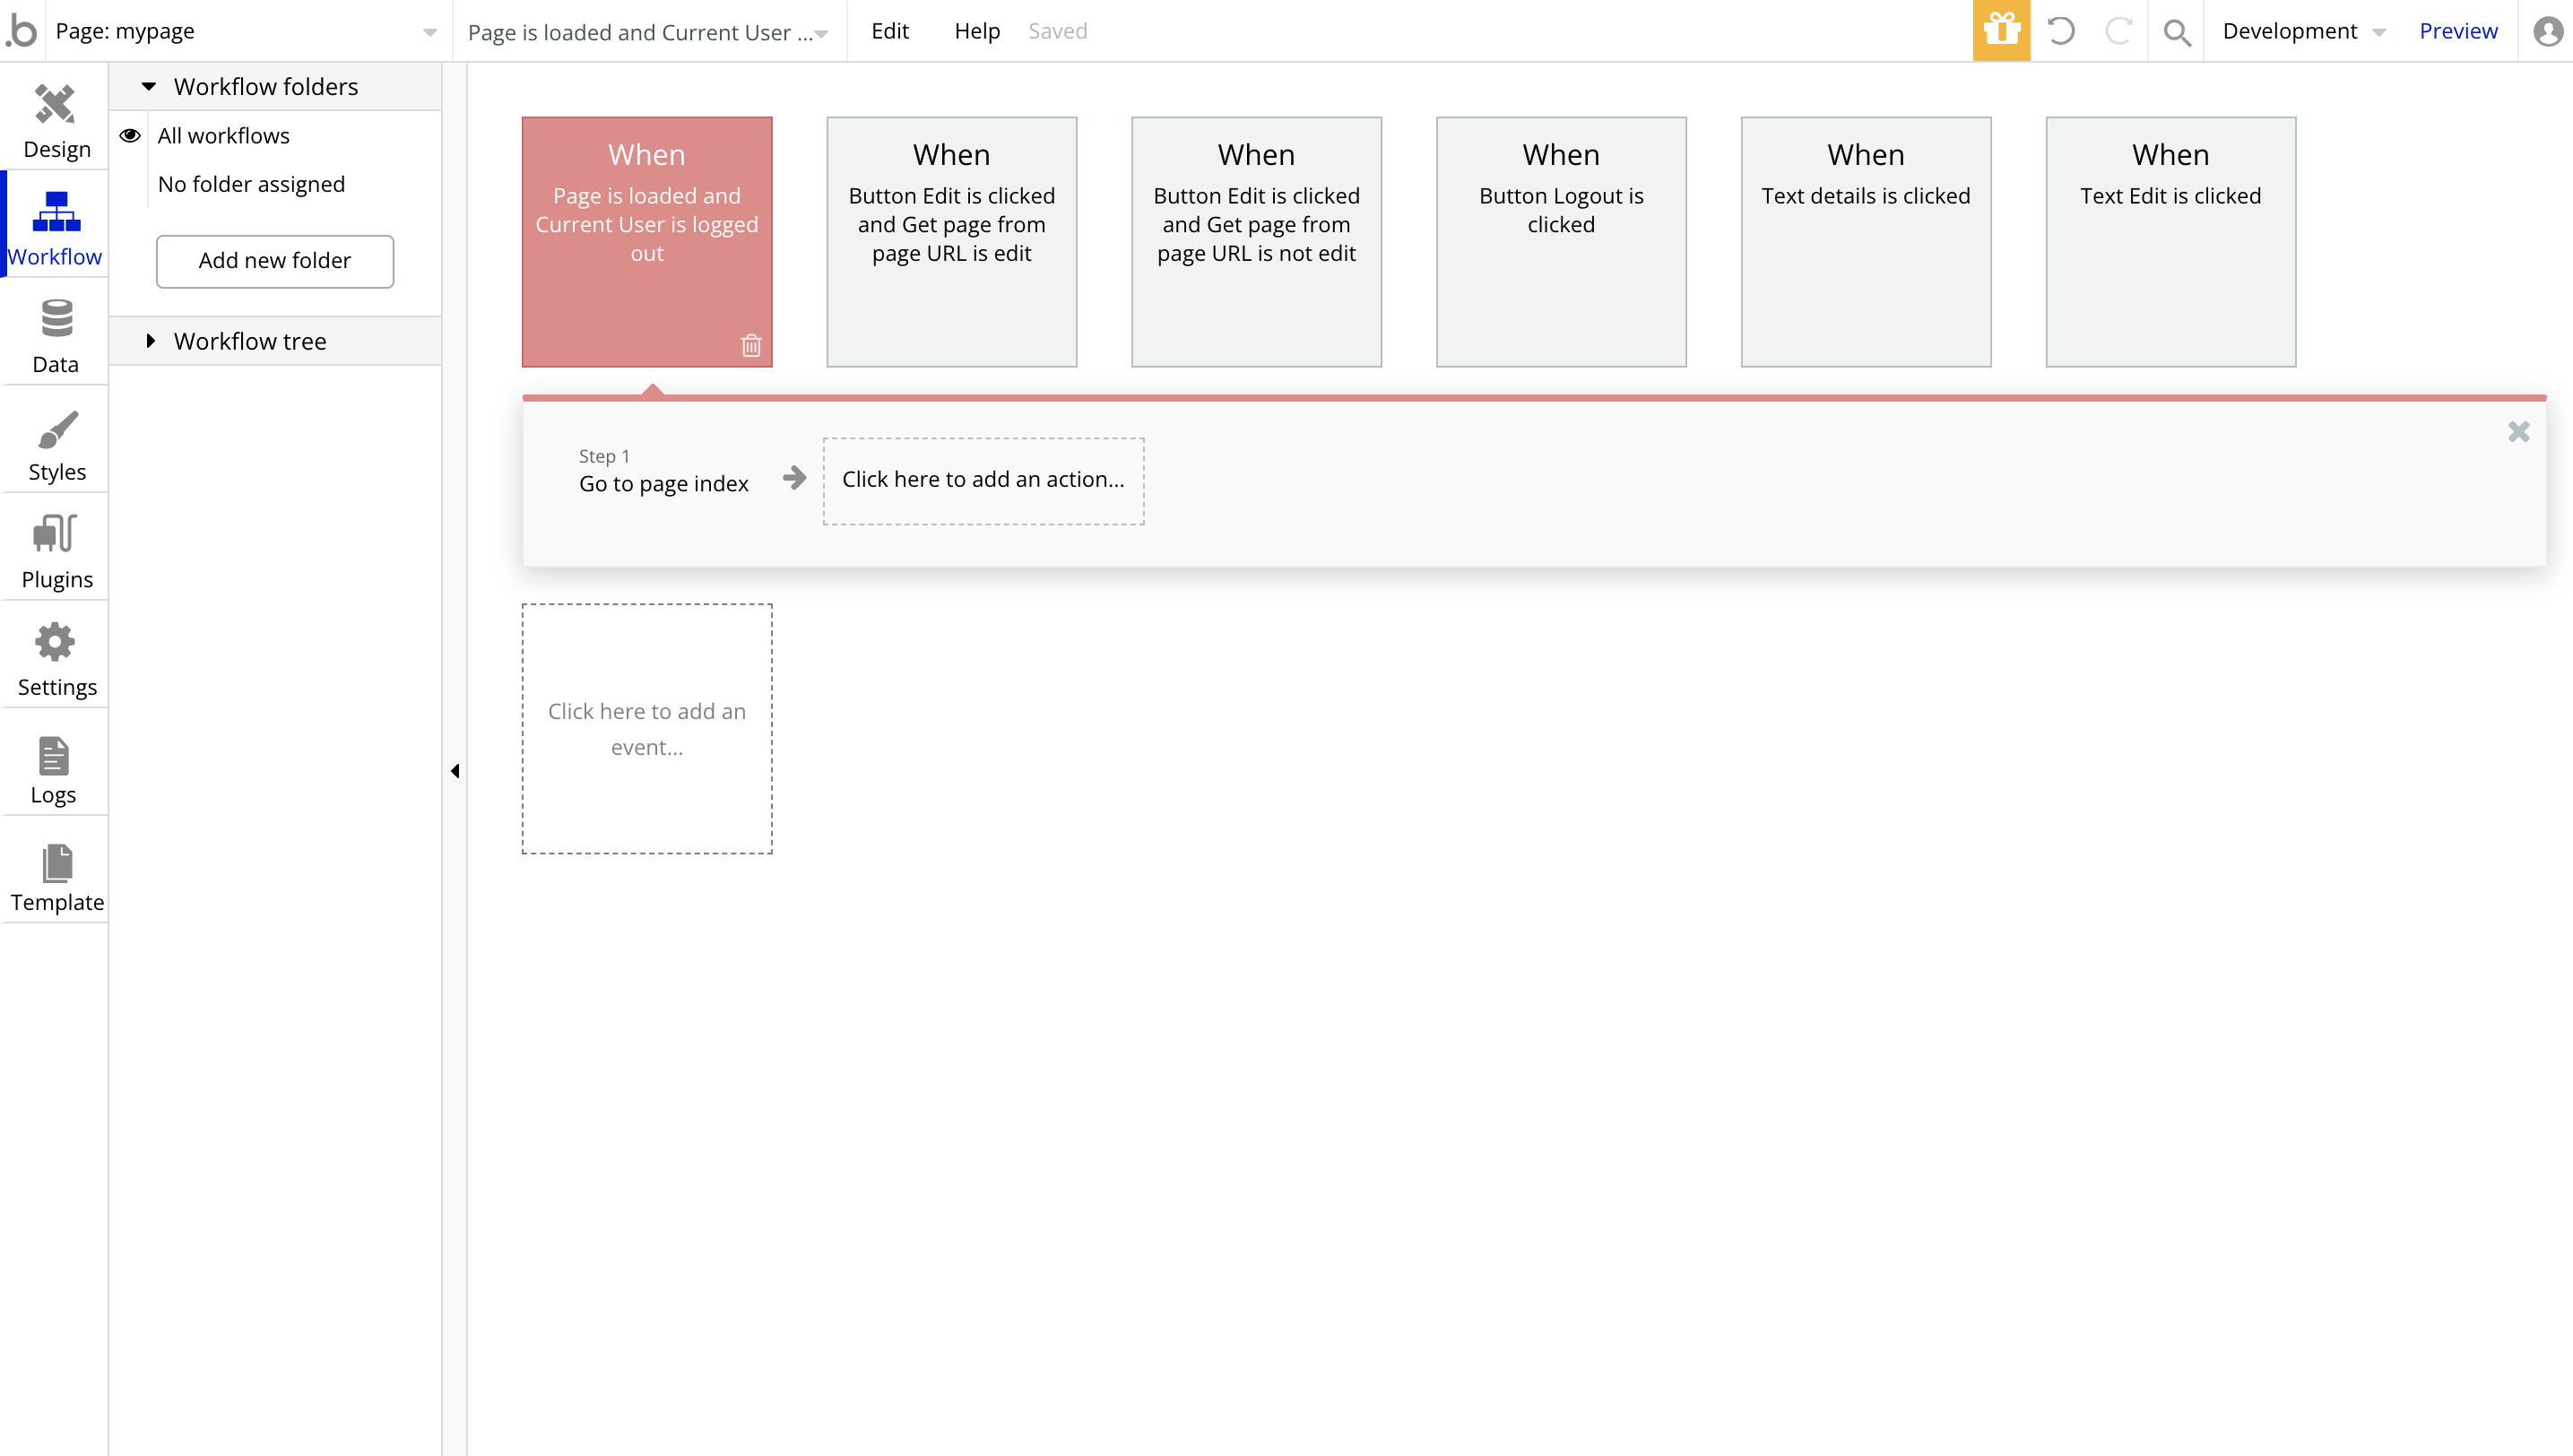 .b
Page: mypage
Page is loaded and Current User ...
Edit
Help
Saved
Development
Preview
Design
Workflow
Data
Styles
Plugins
Settings
Logs
Template
Workflow folders
All workflows
No folder assigned
Add new folder
Workflow tree
When
Page is loaded and
Current User is logged
out
When
Button Edit is clicked
and Get page from
page URL is edit
When
Button Edit is clicked
and Get page from
page URL is not edit
When
Button Logout is
clicked
When
Text details is clicked
When
Text Edit is clicked
Step 1
Go to page index
Click here to add an action...
Click here to add an
event...